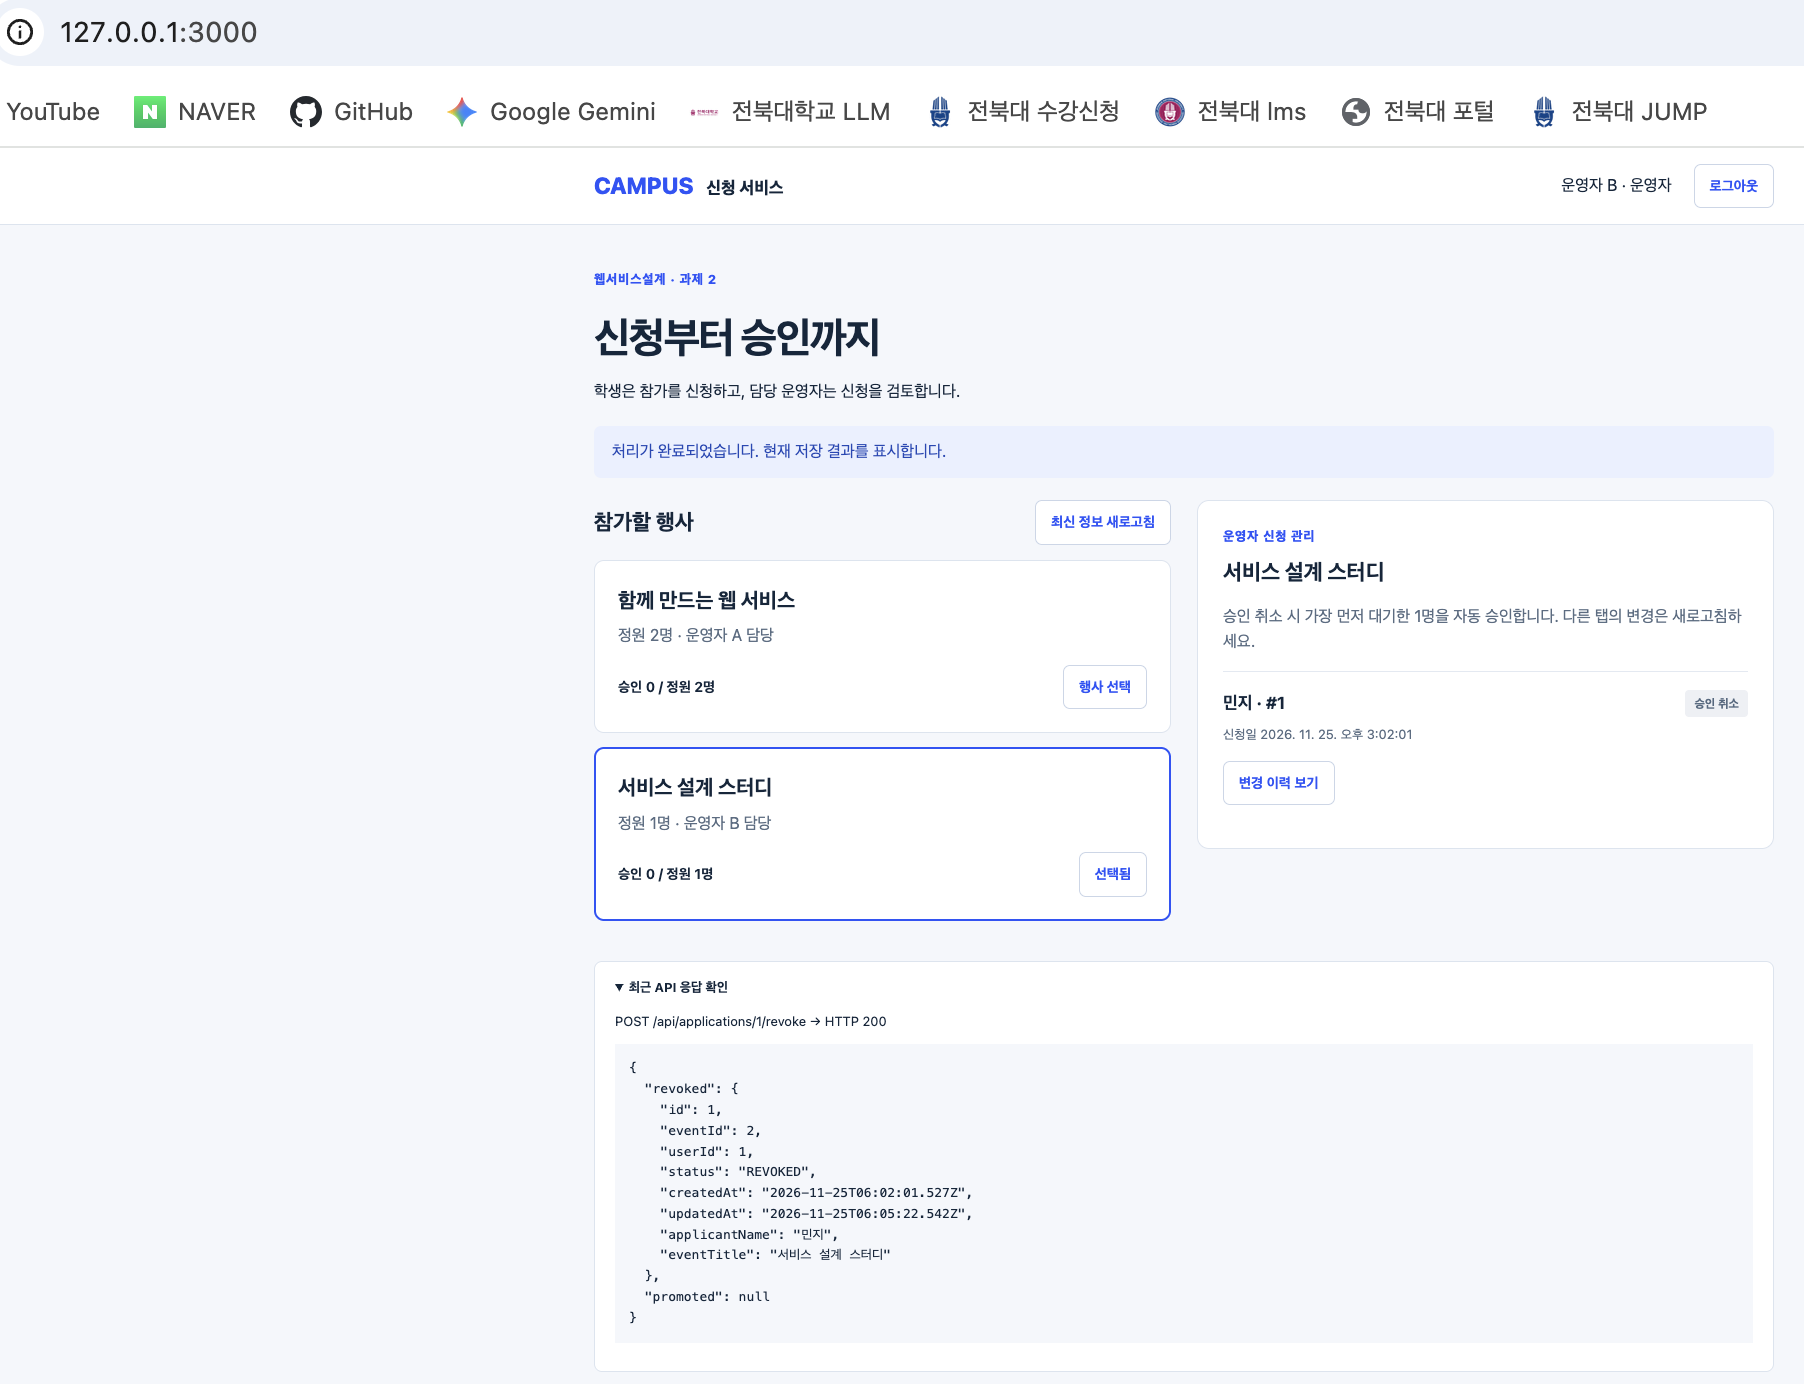 127.0.0.1:3000
YouTube NAVER GitHub Google Gemini 전북대학교 LLM 전북대 수강신청 전북대 lms 전북대 포털 전북대 JUMP
CAMPUS 신청 서비스
운영자 B · 운영자 로그아웃
웹서비스설계 · 과제 2
신청부터 승인까지
학생은 참가를 신청하고, 담당 운영자는 신청을 검토합니다.
처리가 완료되었습니다. 현재 저장 결과를 표시합니다.
참가할 행사 최신 정보 새로고침
함께 만드는 웹 서비스
정원 2명 · 운영자 A 담당
승인 0 / 정원 2명 행사 선택
서비스 설계 스터디
정원 1명 · 운영자 B 담당
승인 0 / 정원 1명 선택됨
운영자 신청 관리
서비스 설계 스터디
승인 취소 시 가장 먼저 대기한 1명을 자동 승인합니다. 다른 탭의 변경은 새로고침하
세요.
민지 · #1 승인 취소
신청일 2026. 11. 25. 오후 3:02:01
변경 이력 보기
▼ 최근 API 응답 확인
POST /api/applications/1/revoke → HTTP 200
{
"revoked": {
"id": 1,
"eventId": 2,
"userId": 1,
"status": "REVOKED",
"createdAt": "2026-11-25T06:02:01.527Z",
"updatedAt": "2026-11-25T06:05:22.542Z",
"applicantName": "민지",
"eventTitle": "서비스 설계 스터디"
},
"promoted": null
}